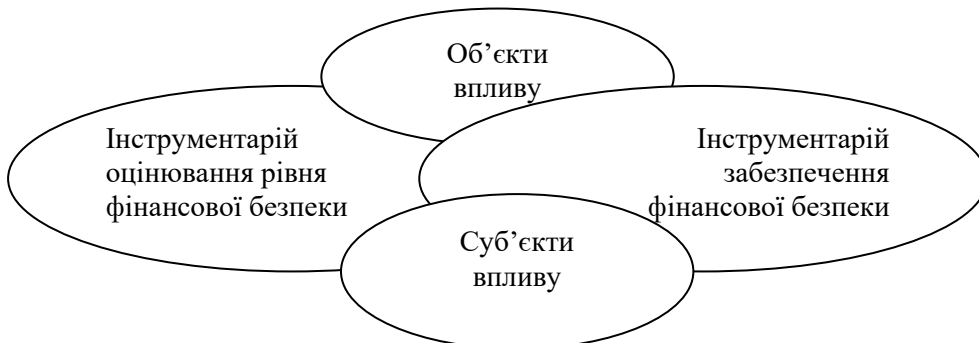 Об’єкти
впливу
Інструментарій
оцінювання рівня
фінансової безпеки
Інструментарій
забезпечення
фінансової безпеки
Суб’єкти
впливу